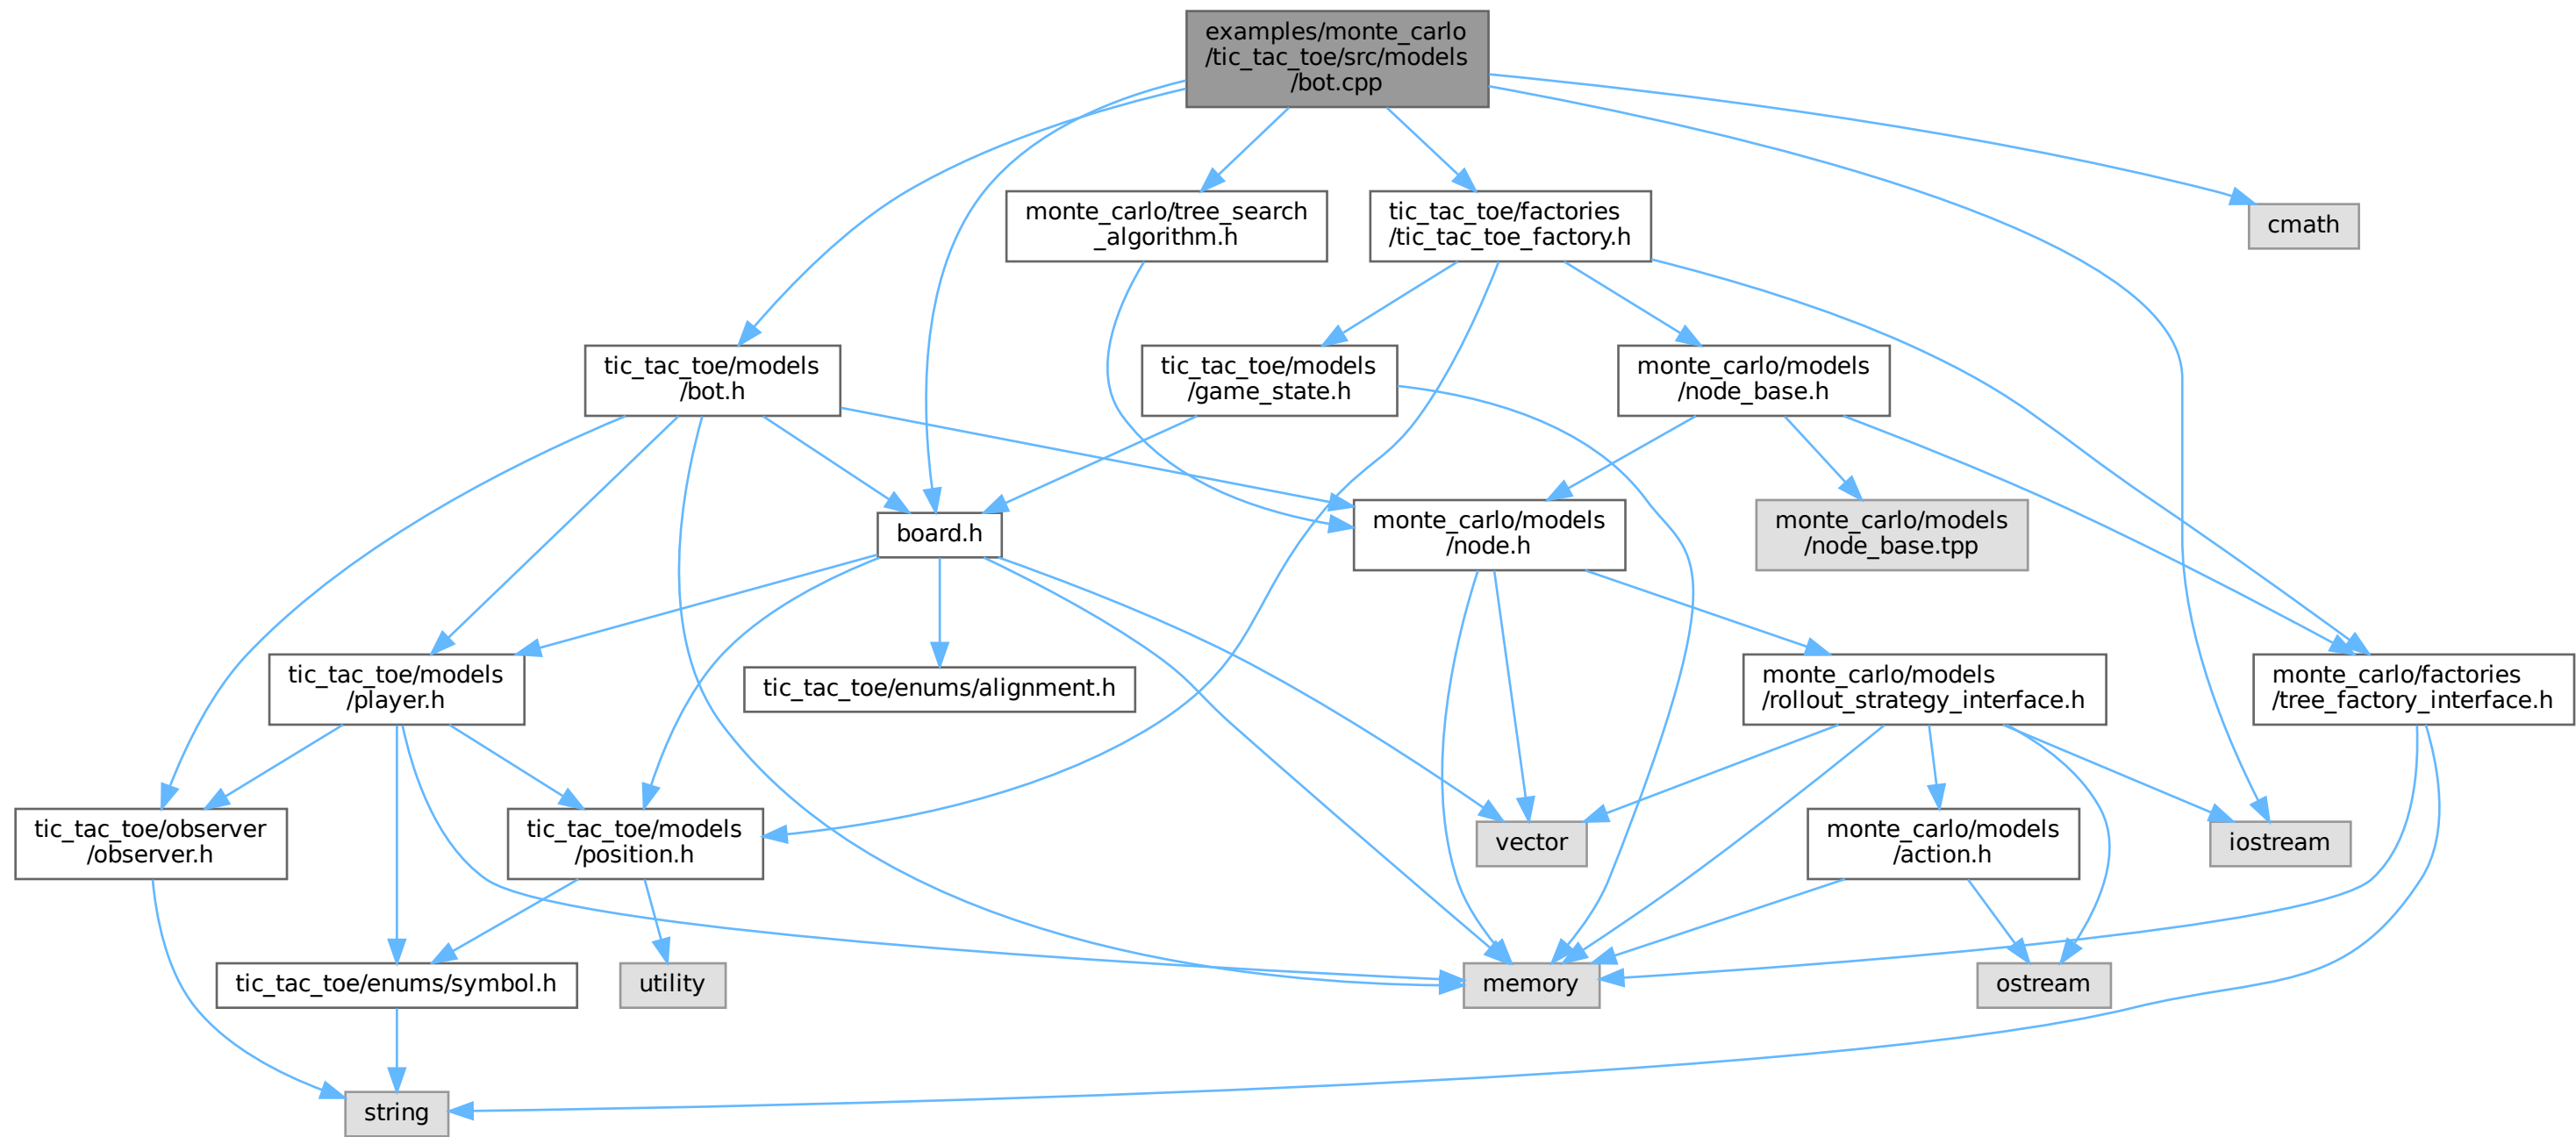 examples/monte_carlo
/tic_tac_toe/src/models
/bot.cpp
monte_carlo/tree_search
_algorithm.h
tic_tac_toe/factories
/tic_tac_toe_factory.h
cmath
tic_tac_toe/models
/bot.h
tic_tac_toe/models
/game_state.h
monte_carlo/models
/node_base.h
board.h
monte_carlo/models
/node.h
monte_carlo/models
/node_base.tpp
tic_tac_toe/models
/player.h
tic_tac_toe/enums/alignment.h
monte_carlo/models
/rollout_strategy_interface.h
monte_carlo/factories
/tree_factory_interface.h
tic_tac_toe/observer
/observer.h
tic_tac_toe/models
/position.h
vector
monte_carlo/models
/action.h
iostream
tic_tac_toe/enums/symbol.h
utility
memory
ostream
string